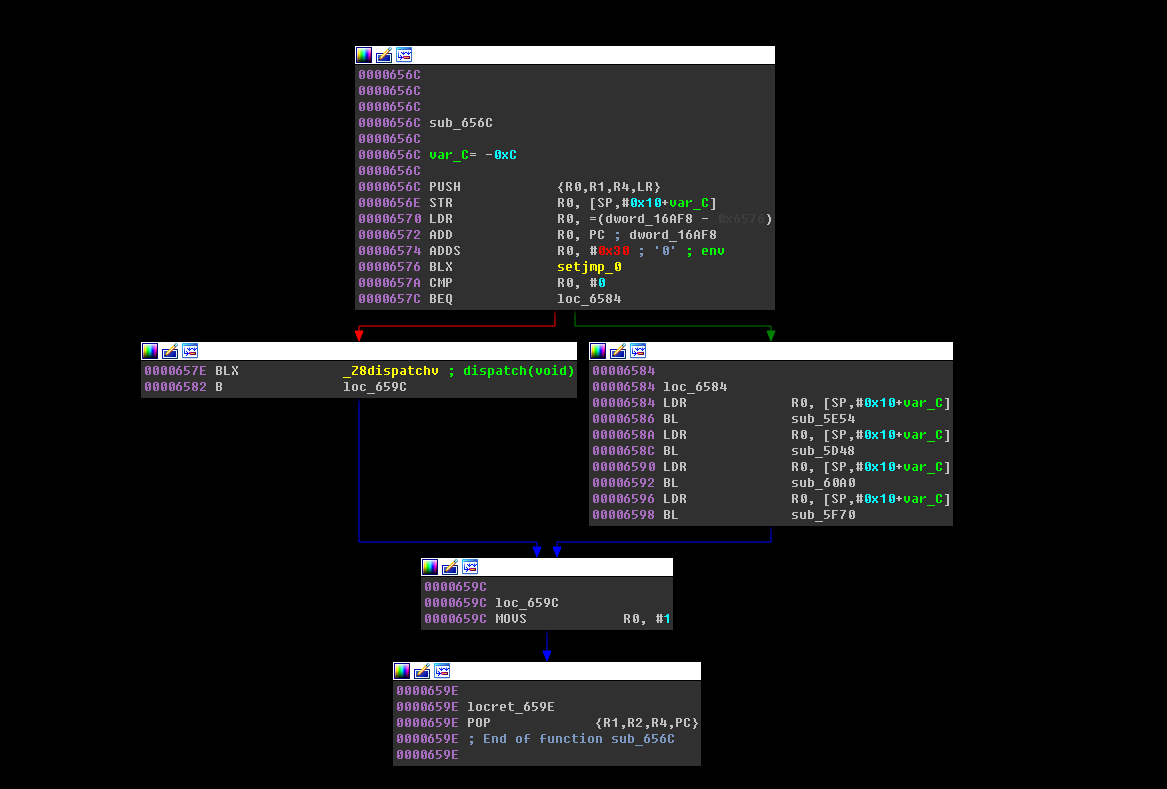 0000656C
0000656C
0000656C
0000656C sub_656C
0000656C
0000656C var_C= -0xC
0000656C
0000656C PUSH {R0,R1,R4,LR}
0000656E STR R0, [SP,#0x10+var_C]
00006570 LDR R0, =(dword_16AF8 - 0x6576)
00006572 ADD R0, PC ; dword_16AF8
00006574 ADDS R0, #0x30 ; '0' ; env
00006576 BLX setjmp_0
0000657A CMP R0, #0
0000657C BEQ loc_6584
0000657E BLX _Z8dispatchv ; dispatch(void)
00006582 B loc_659C
00006584
00006584 loc_6584
00006584 LDR R0, [SP,#0x10+var_C]
00006586 BL sub_5E54
0000658A LDR R0, [SP,#0x10+var_C]
0000658C BL sub_5D48
00006590 LDR R0, [SP,#0x10+var_C]
00006592 BL sub_60A0
00006596 LDR R0, [SP,#0x10+var_C]
00006598 BL sub_5F70
0000659C
0000659C loc_659C
0000659C MOVS R0, #1
0000659E
0000659E locret_659E
0000659E POP {R1,R2,R4,PC}
0000659E ; End of function sub_656C
0000659E